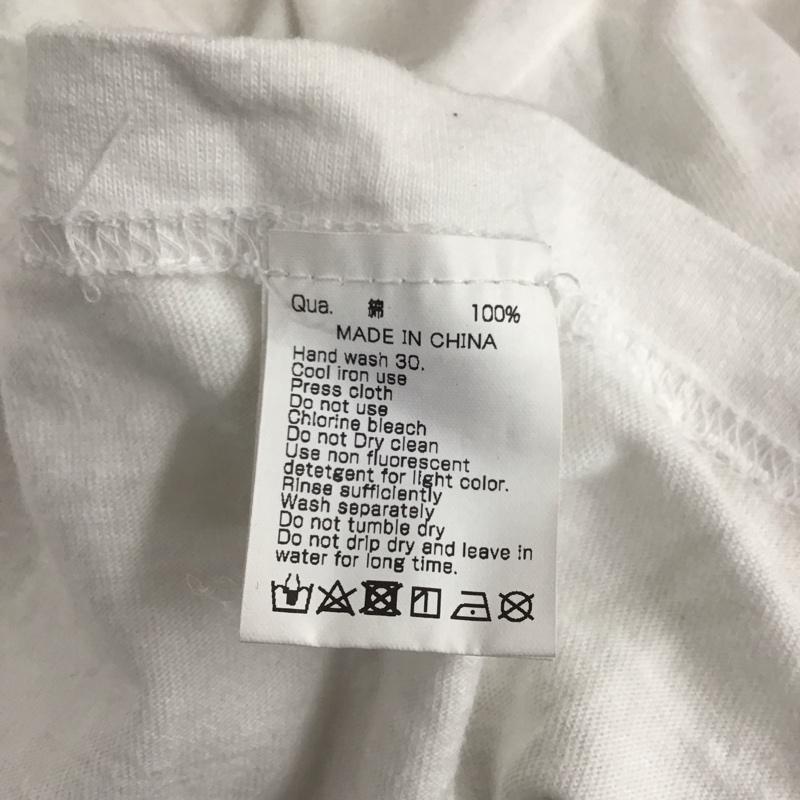 Qua. 綿 100%
MADE IN CHINA
Hand wash 30.
Cool iron use
Press cloth
Do not use
Chlorine bleach
Do not Dry clean
Use non fluorescent
detetgent for light color.
Rinse sufficiently
Wash separately
Do not tumble dry
Do not drip dry and leave in
water for long time.